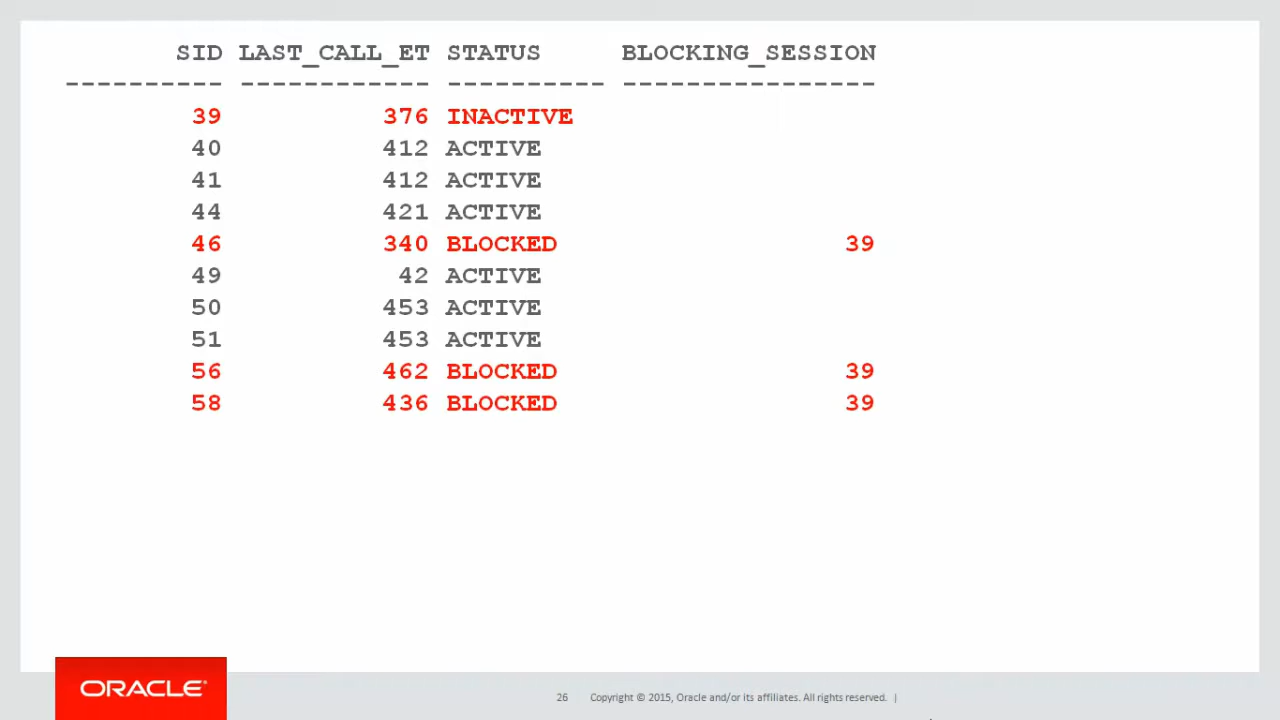 SID LAST_CALL_ET STATUS BLOCKING_SESSION
---------- ------------ ---------- ----------------
39 376 INACTIVE
40 412 ACTIVE
41 412 ACTIVE
44 421 ACTIVE
46 340 BLOCKED 39
49 42 ACTIVE
50 453 ACTIVE
51 453 ACTIVE
56 462 BLOCKED 39
58 436 BLOCKED 39
ORACLE®
26 Copyright © 2015, Oracle and/or its affiliates. All rights reserved. |